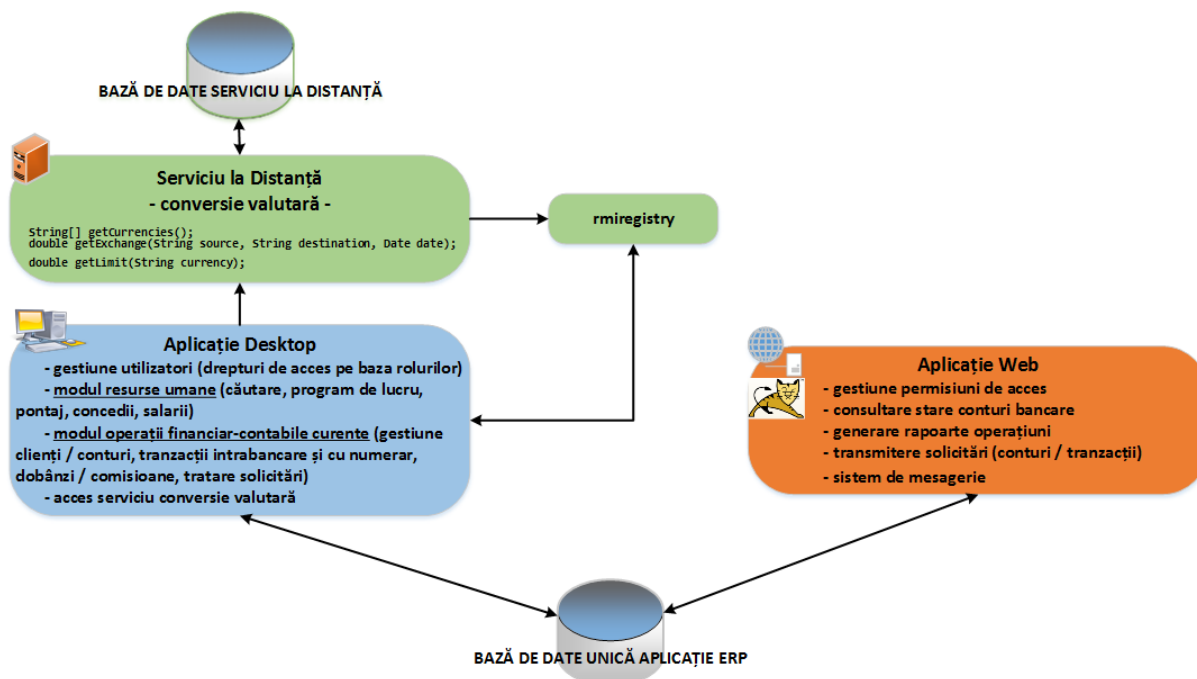 BAZĂ DE DATE SERVICIU LA DISTANȚĂ
Serviciu la Distanță
- conversie valutară -
String[] getCurrencies();
double getExchange(String source, String destination, Date date);
double getLimit(String currency);
rmiregistry
Aplicație Desktop
- gestiune utilizatori (drepturi de acces pe baza rolurilor)
- modul resurse umane (căutare, program de lucru,
pontaj, concedii, salarii)
- modul operații financiar-contabile curente (gestiune
clienți / conturi, tranzacții intrabancare și cu numerar,
dobânzi / comisioane, tratare solicitări)
- acces serviciu conversie valutară
Aplicație Web
- gestiune permisiuni de acces
- consultare stare conturi bancare
- generare rapoarte operațiuni
- transmitere solicitări (conturi / tranzacții)
- sistem de mesagerie
BAZĂ DE DATE UNICĂ APLICAȚIE ERP